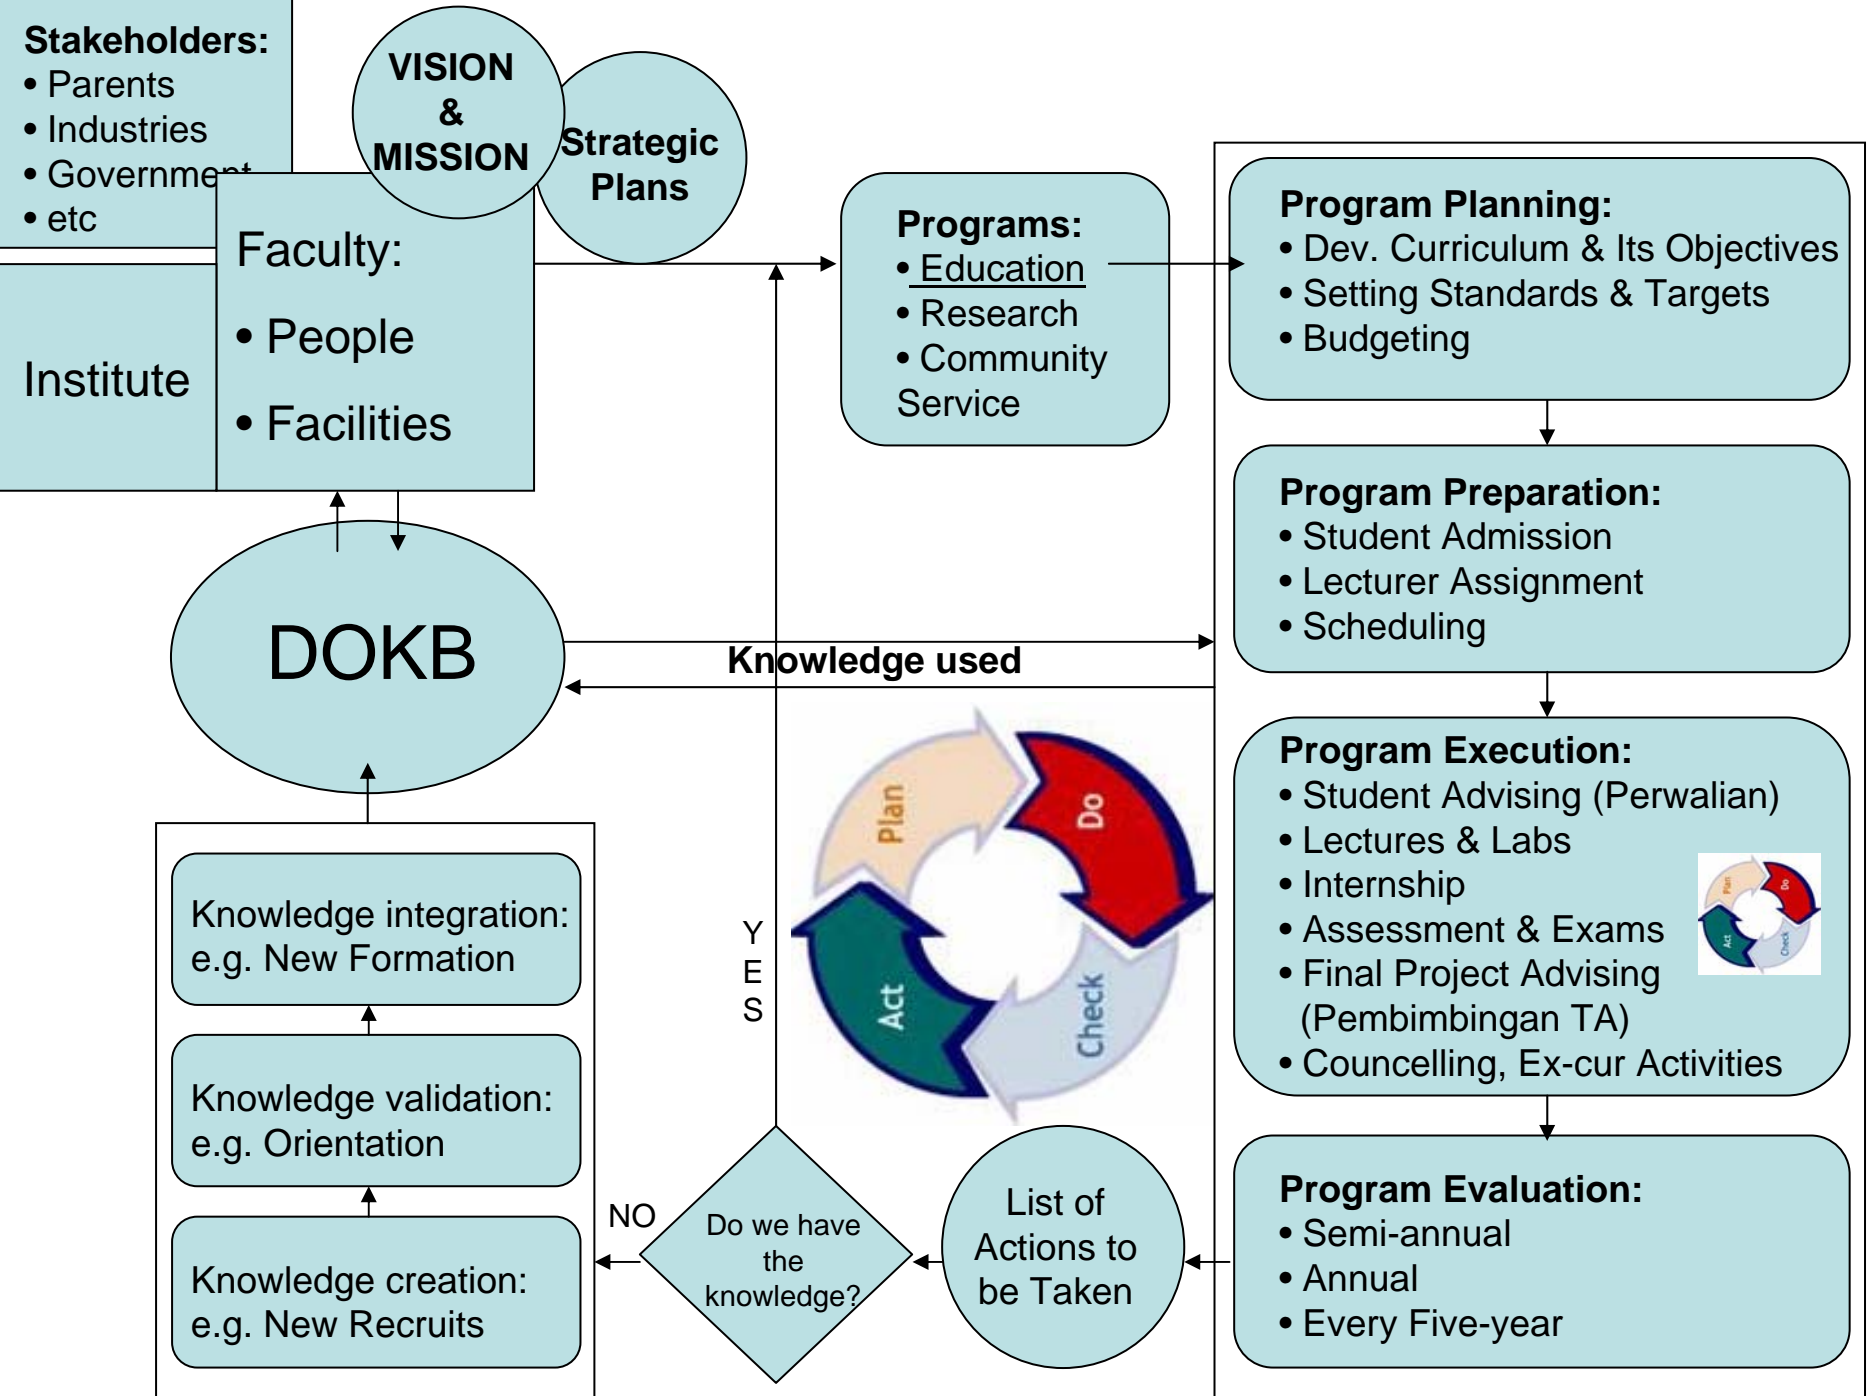 Stakeholders:
• Parents
• Industries
• Government
• etc
VISION
&
MISSION
Strategic
Plans
Institute
Faculty:
• People
• Facilities
Programs:
• Education
• Research
• Community
Service
Program Planning:
• Dev. Curriculum & Its Objectives
• Setting Standards & Targets
• Budgeting
Program Preparation:
• Student Admission
• Lecturer Assignment
• Scheduling
DOKB
Knowledge used
Program Execution:
• Student Advising (Perwalian)
• Lectures & Labs
• Internship
• Assessment & Exams
• Final Project Advising
(Pembimbingan TA)
• Councelling, Ex-cur Activities
Plan
Do
Check
Act
Plan
Do
Check
Act
Y
E
S
Knowledge integration:
e.g. New Formation
Knowledge validation:
e.g. Orientation
Knowledge creation:
e.g. New Recruits
NO
Do we have
the
knowledge?
List of
Actions to
be Taken
Program Evaluation:
• Semi-annual
• Annual
• Every Five-year